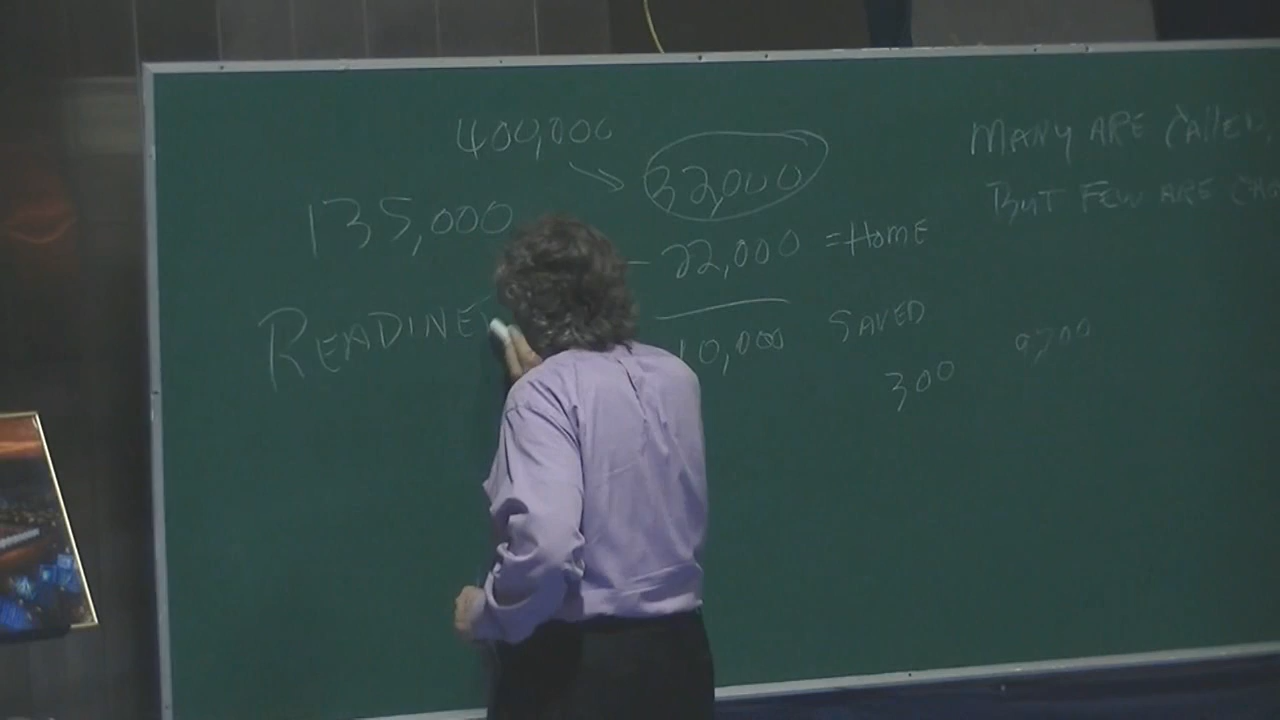 400,000
→ 32,000
135,000
- 22,000 = HOME
READINE
10,000 SAVED
300
9,700
MANY ARE CALLED,
BUT FEW ARE